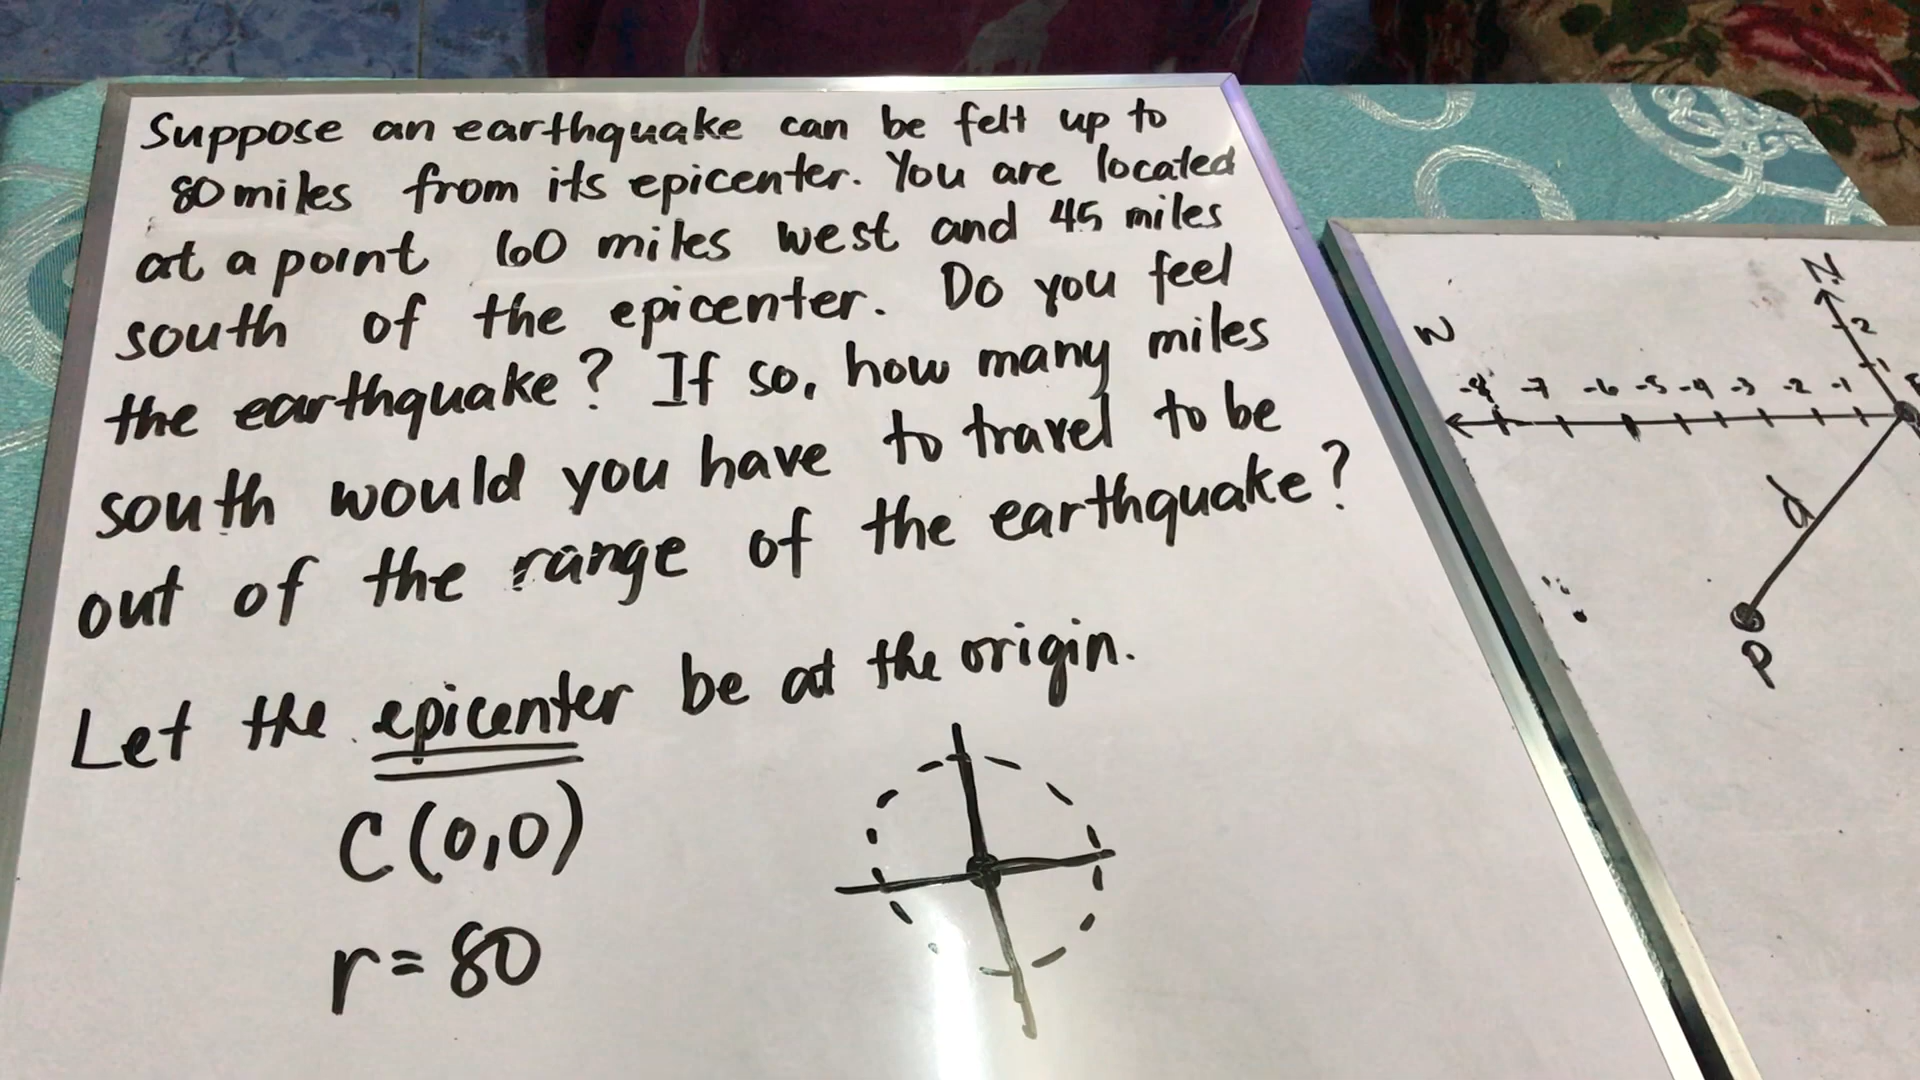 Suppose an earthquake can be felt up to
80 miles from its epicenter. You are located
at a point 60 miles west and 45 miles
south of the epicenter. Do you feel
the earthquake? If so, how many miles
south would you have to travel to be
out of the range of the earthquake?
Let the epicenter be at the origin.
C(0,0)
r = 80
N
2
1
W
-8 -7 -6 -5 -4 -3 -2 -1
d
P